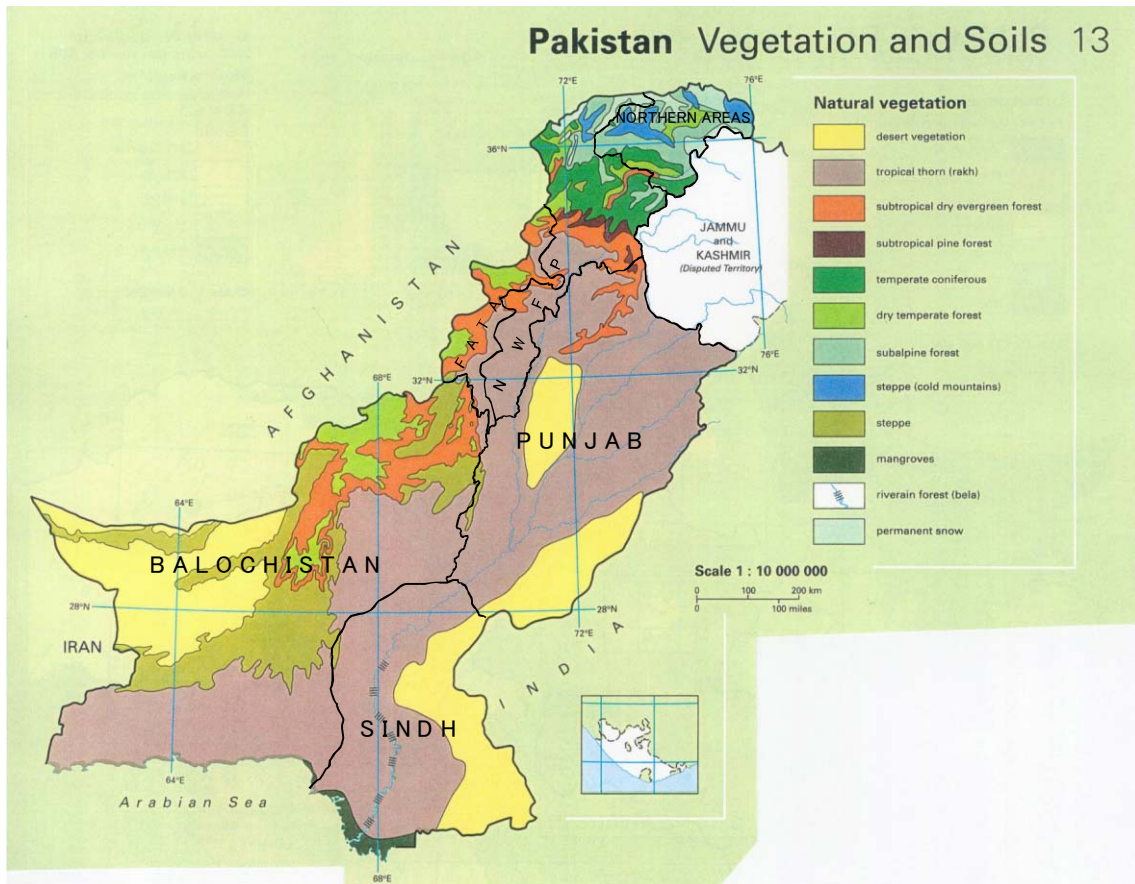 Pakistan Vegetation and Soils 13
72°E
76°E
Natural vegetation
desert vegetation
tropical thorn (rakh)
subtropical dry evergreen forest
subtropical pine forest
temperate coniferous
dry temperate forest
subalpine forest
steppe (cold mountains)
steppe
mangroves
riverain forest (bela)
permanent snow
NORTHERN AREAS
36°N
JAMMU
and
KASHMIR
(Disputed Territory)
AFGHANISTAN
FATA
NWFP
76°E
32°N
68°E
32°N
PUNJAB
64°E
BALOCHISTAN
Scale 1 : 10 000 000
0 100 200 km
0 100 miles
28°N
28°N
72°E
IRAN
INDIA
SINDH
64°E
Arabian Sea
68°E